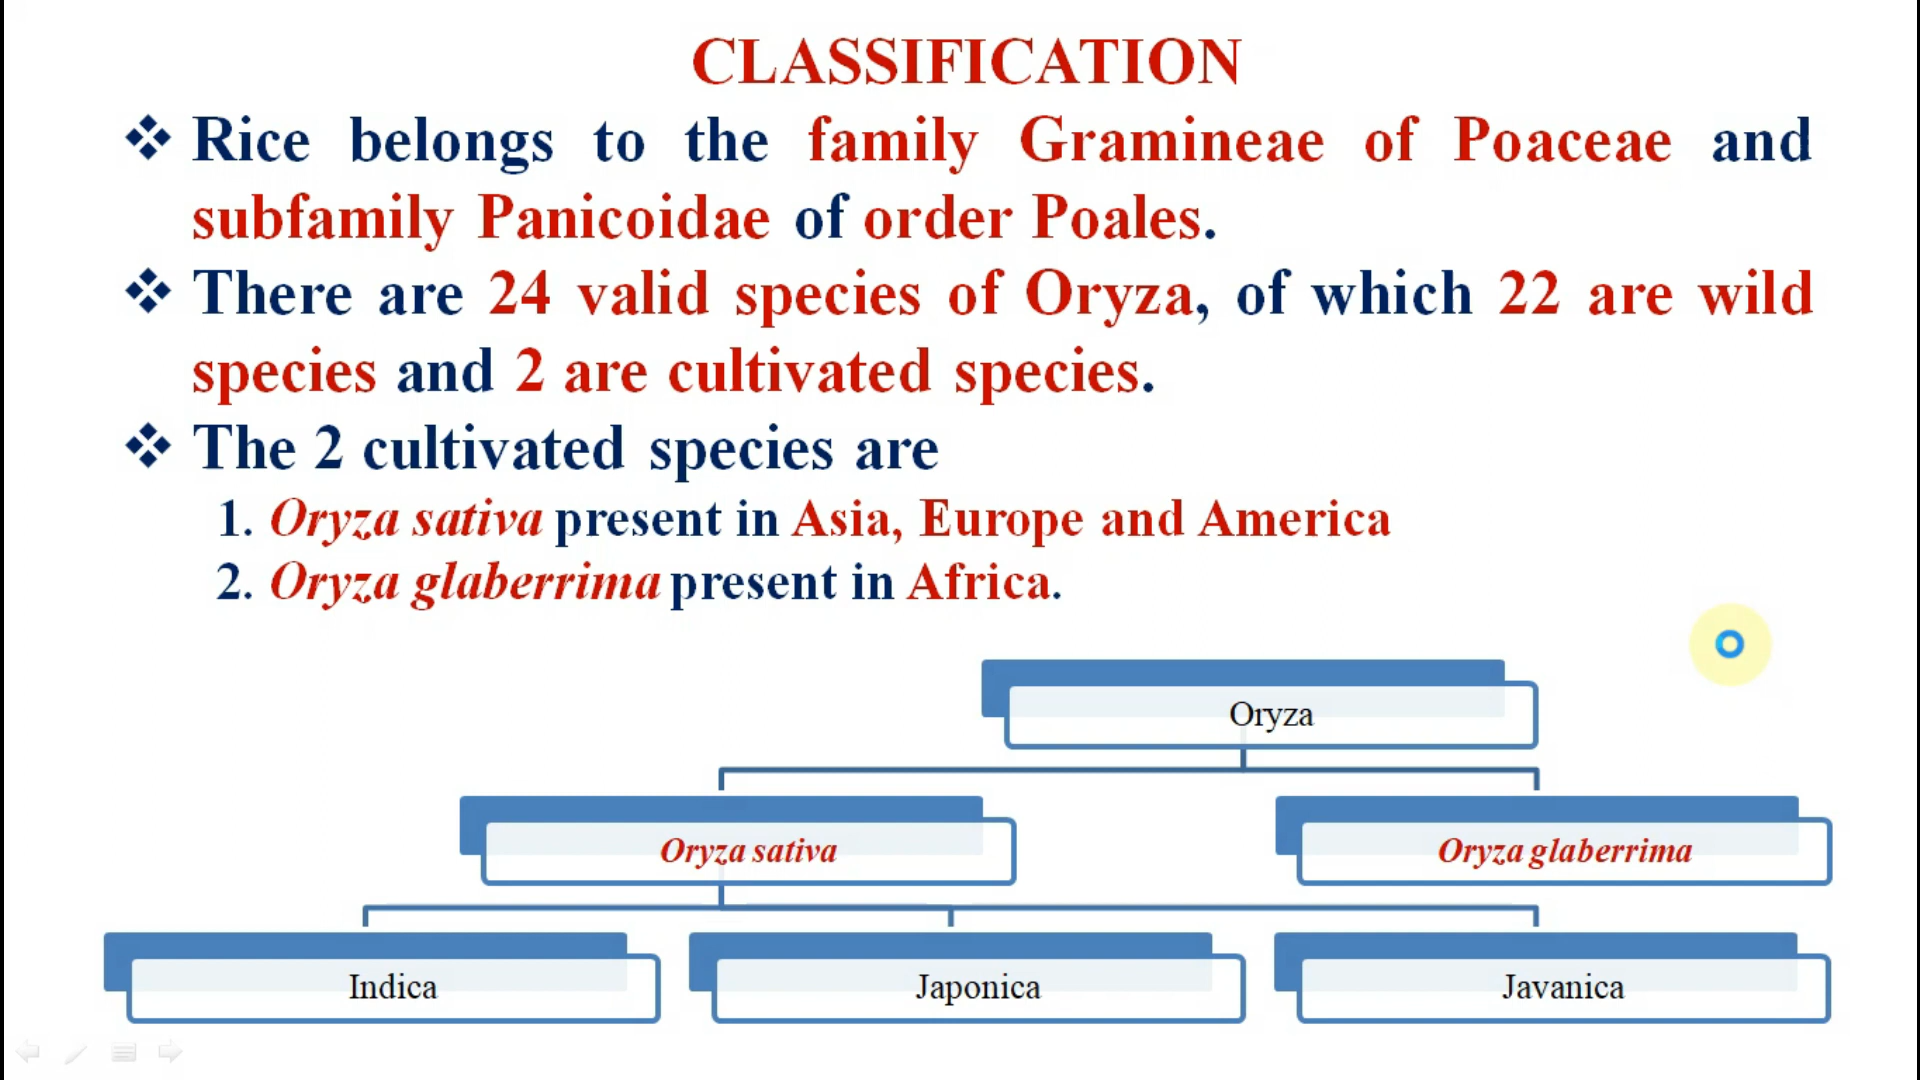 CLASSIFICATION
❖ Rice belongs to the family Gramineae of Poaceae and
subfamily Panicoidae of order Poales.
❖ There are 24 valid species of Oryza, of which 22 are wild
species and 2 are cultivated species.
❖ The 2 cultivated species are
1. Oryza sativa present in Asia, Europe and America
2. Oryza glaberrima present in Africa.
Oryza
Oryza sativa
Oryza glaberrima
Indica
Japonica
Javanica